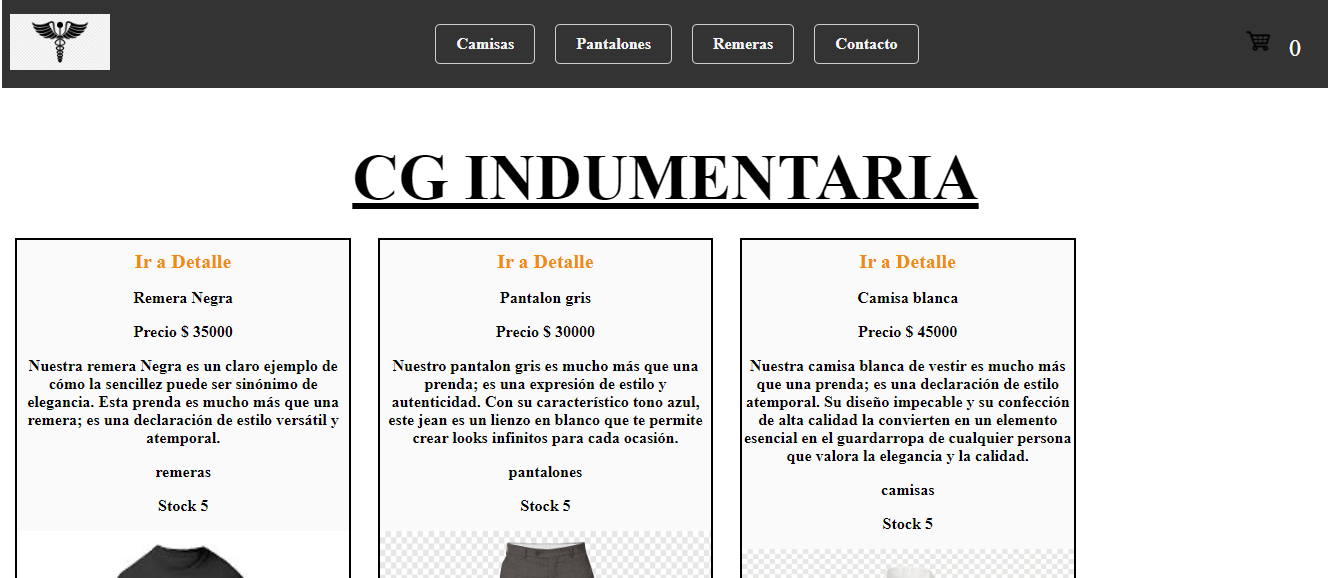 Camisas
Pantalones
Remeras
Contacto
0
CG INDUMENTARIA
Ir a Detalle
Remera Negra
Precio $ 35000
Nuestra remera Negra es un claro ejemplo de
cómo la sencillez puede ser sinónimo de
elegancia. Esta prenda es mucho más que una
remera; es una declaración de estilo versátil y
atemporal.
remeras
Stock 5
Ir a Detalle
Pantalon gris
Precio $ 30000
Nuestro pantalon gris es mucho más que una
prenda; es una expresión de estilo y
autenticidad. Con su característico tono azul,
este jean es un lienzo en blanco que te permite
crear looks infinitos para cada ocasión.
pantalones
Stock 5
Ir a Detalle
Camisa blanca
Precio $ 45000
Nuestra camisa blanca de vestir es mucho más
que una prenda; es una declaración de estilo
atemporal. Su diseño impecable y su confección
de alta calidad la convierten en un elemento
esencial en el guardarropa de cualquier persona
que valora la elegancia y la calidad.
camisas
Stock 5